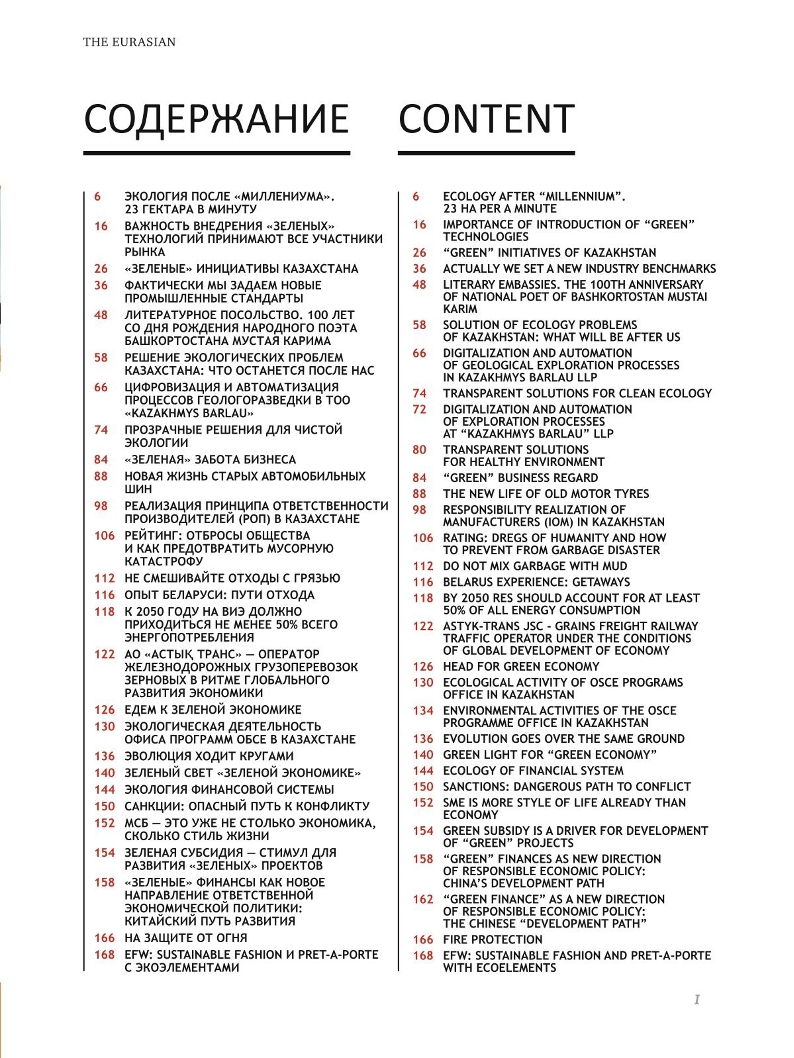 THE EURASIAN
СОДЕРЖАНИЕ
6 ЭКОЛОГИЯ ПОСЛЕ «МИЛЛЕНИУМА».
23 ГЕКТАРА В МИНУТУ
16 ВАЖНОСТЬ ВНЕДРЕНИЯ «ЗЕЛЕНЫХ»
ТЕХНОЛОГИЙ ПРИНИМАЮТ ВСЕ УЧАСТНИКИ
РЫНКА
26 «ЗЕЛЕНЫЕ» ИНИЦИАТИВЫ КАЗАХСТАНА
36 ФАКТИЧЕСКИ МЫ ЗАДАЕМ НОВЫЕ
ПРОМЫШЛЕННЫЕ СТАНДАРТЫ
48 ЛИТЕРАТУРНОЕ ПОСОЛЬСТВО. 100 ЛЕТ
СО ДНЯ РОЖДЕНИЯ НАРОДНОГО ПОЭТА
БАШКОРТОСТАНА МУСТАЯ КАРИМА
58 РЕШЕНИЕ ЭКОЛОГИЧЕСКИХ ПРОБЛЕМ
КАЗАХСТАНА: ЧТО ОСТАНЕТСЯ ПОСЛЕ НАС
66 ЦИФРОВИЗАЦИЯ И АВТОМАТИЗАЦИЯ
ПРОЦЕССОВ ГЕОЛОГОРАЗВЕДКИ В ТОО
«KAZAKHMYS BARLAU»
74 ПРОЗРАЧНЫЕ РЕШЕНИЯ ДЛЯ ЧИСТОЙ
ЭКОЛОГИИ
84 «ЗЕЛЕНАЯ» ЗАБОТА БИЗНЕСА
88 НОВАЯ ЖИЗНЬ СТАРЫХ АВТОМОБИЛЬНЫХ
ШИН
98 РЕАЛИЗАЦИЯ ПРИНЦИПА ОТВЕТСТВЕННОСТИ
ПРОИЗВОДИТЕЛЕЙ (РОП) В КАЗАХСТАНЕ
106 РЕЙТИНГ: ОТБРОСЫ ОБЩЕСТВА
И КАК ПРЕДОТВРАТИТЬ МУСОРНУЮ
КАТАСТРОФУ
112 НЕ СМЕШИВАЙТЕ ОТХОДЫ С ГРЯЗЬЮ
116 ОПЫТ БЕЛАРУСИ: ПУТИ ОТХОДА
118 К 2050 ГОДУ НА ВИЭ ДОЛЖНО
ПРИХОДИТЬСЯ НЕ МЕНЕЕ 50% ВСЕГО
ЭНЕРГОПОТРЕБЛЕНИЯ
122 АО «АСТЫҚ ТРАНС» — ОПЕРАТОР
ЖЕЛЕЗНОДОРОЖНЫХ ГРУЗОПЕРЕВОЗОК
ЗЕРНОВЫХ В РИТМЕ ГЛОБАЛЬНОГО
РАЗВИТИЯ ЭКОНОМИКИ
126 ЕДЕМ К ЗЕЛЕНОЙ ЭКОНОМИКЕ
130 ЭКОЛОГИЧЕСКАЯ ДЕЯТЕЛЬНОСТЬ
ОФИСА ПРОГРАММ ОБСЕ В КАЗАХСТАНЕ
136 ЭВОЛЮЦИЯ ХОДИТ КРУГАМИ
140 ЗЕЛЕНЫЙ СВЕТ «ЗЕЛЕНОЙ ЭКОНОМИКЕ»
144 ЭКОЛОГИЯ ФИНАНСОВОЙ СИСТЕМЫ
150 САНКЦИИ: ОПАСНЫЙ ПУТЬ К КОНФЛИКТУ
152 МСБ — ЭТО УЖЕ НЕ СТОЛЬКО ЭКОНОМИКА,
СКОЛЬКО СТИЛЬ ЖИЗНИ
154 ЗЕЛЕНАЯ СУБСИДИЯ — СТИМУЛ ДЛЯ
РАЗВИТИЯ «ЗЕЛЕНЫХ» ПРОЕКТОВ
158 «ЗЕЛЕНЫЕ» ФИНАНСЫ КАК НОВОЕ
НАПРАВЛЕНИЕ ОТВЕТСТВЕННОЙ
ЭКОНОМИЧЕСКОЙ ПОЛИТИКИ:
КИТАЙСКИЙ ПУТЬ РАЗВИТИЯ
166 НА ЗАЩИТЕ ОТ ОГНЯ
168 EFW: SUSTAINABLE FASHION И PRET-A-PORTE
С ЭКОЭЛЕМЕНТАМИ
CONTENT
6 ECOLOGY AFTER “MILLENNIUM”.
23 HA PER A MINUTE
16 IMPORTANCE OF INTRODUCTION OF “GREEN”
TECHNOLOGIES
26 “GREEN” INITIATIVES OF KAZAKHSTAN
36 ACTUALLY WE SET A NEW INDUSTRY BENCHMARKS
48 LITERARY EMBASSIES. THE 100TH ANNIVERSARY
OF NATIONAL POET OF BASHKORTOSTAN MUSTAI
KARIM
58 SOLUTION OF ECOLOGY PROBLEMS
OF KAZAKHSTAN: WHAT WILL BE AFTER US
66 DIGITALIZATION AND AUTOMATION
OF GEOLOGICAL EXPLORATION PROCESSES
IN KAZAKHMYS BARLAU LLP
74 TRANSPARENT SOLUTIONS FOR CLEAN ECOLOGY
72 DIGITALIZATION AND AUTOMATION
OF EXPLORATION PROCESSES
AT “KAZAKHMYS BARLAU” LLP
80 TRANSPARENT SOLUTIONS
FOR HEALTHY ENVIRONMENT
84 “GREEN” BUSINESS REGARD
88 THE NEW LIFE OF OLD MOTOR TYRES
98 RESPONSIBILITY REALIZATION OF
MANUFACTURERS (IOM) IN KAZAKHSTAN
106 RATING: DREGS OF HUMANITY AND HOW
TO PREVENT FROM GARBAGE DISASTER
112 DO NOT MIX GARBAGE WITH MUD
116 BELARUS EXPERIENCE: GETAWAYS
118 BY 2050 RES SHOULD ACCOUNT FOR AT LEAST
50% OF ALL ENERGY CONSUMPTION
122 ASTYK-TRANS JSC - GRAINS FREIGHT RAILWAY
TRAFFIC OPERATOR UNDER THE CONDITIONS
OF GLOBAL DEVELOPMENT OF ECONOMY
126 HEAD FOR GREEN ECONOMY
130 ECOLOGICAL ACTIVITY OF OSCE PROGRAMS
OFFICE IN KAZAKHSTAN
134 ENVIRONMENTAL ACTIVITIES OF THE OSCE
PROGRAMME OFFICE IN KAZAKHSTAN
136 EVOLUTION GOES OVER THE SAME GROUND
140 GREEN LIGHT FOR “GREEN ECONOMY”
144 ECOLOGY OF FINANCIAL SYSTEM
150 SANCTIONS: DANGEROUS PATH TO CONFLICT
152 SME IS MORE STYLE OF LIFE ALREADY THAN
ECONOMY
154 GREEN SUBSIDY IS A DRIVER FOR DEVELOPMENT
OF “GREEN” PROJECTS
158 “GREEN” FINANCES AS NEW DIRECTION
OF RESPONSIBLE ECONOMIC POLICY:
CHINA’S DEVELOPMENT PATH
162 “GREEN FINANCE” AS A NEW DIRECTION
OF RESPONSIBLE ECONOMIC POLICY:
THE CHINESE “DEVELOPMENT PATH”
166 FIRE PROTECTION
168 EFW: SUSTAINABLE FASHION AND PRET-A-PORTE
WITH ECOELEMENTS
I